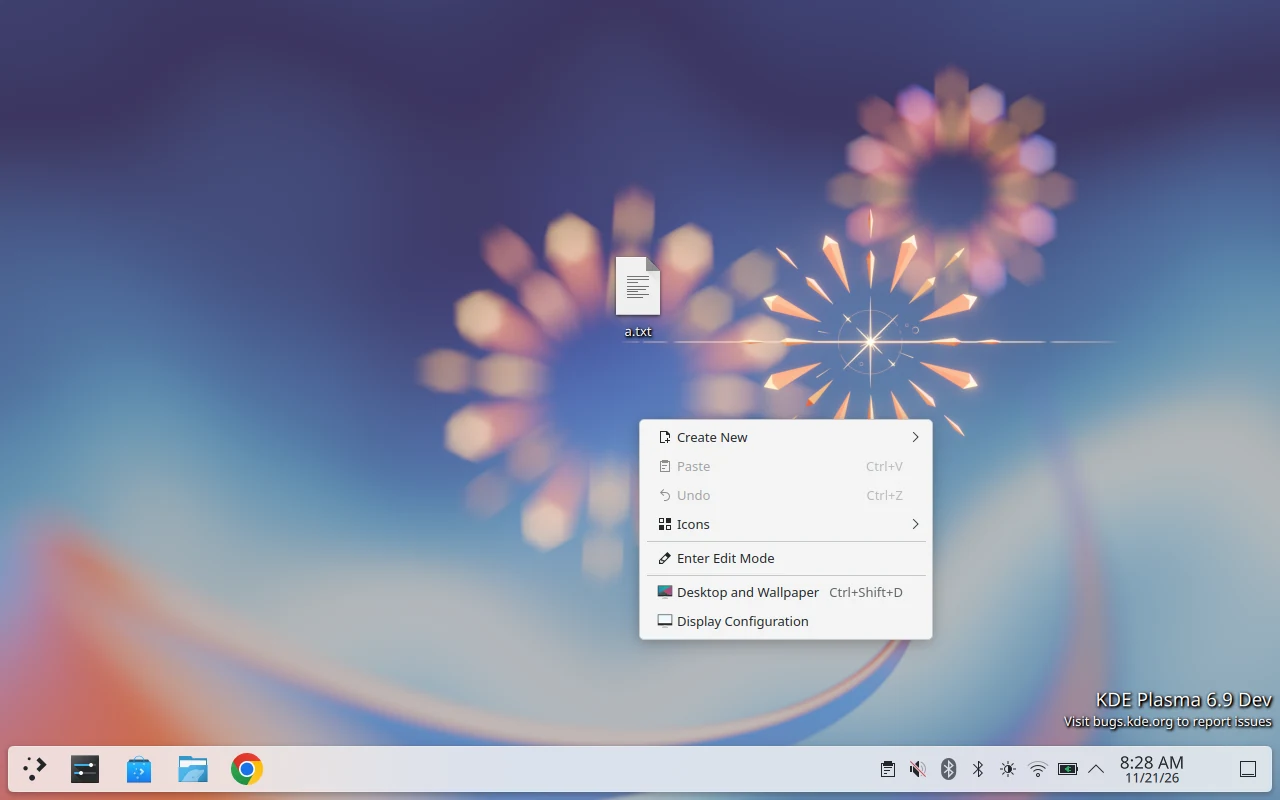 a.txt
Create New
Paste Ctrl+V
Undo Ctrl+Z
Icons
Enter Edit Mode
Desktop and Wallpaper Ctrl+Shift+D
Display Configuration
KDE Plasma 6.9 Dev
Visit bugs.kde.org to report issues
8:28 AM
11/21/26